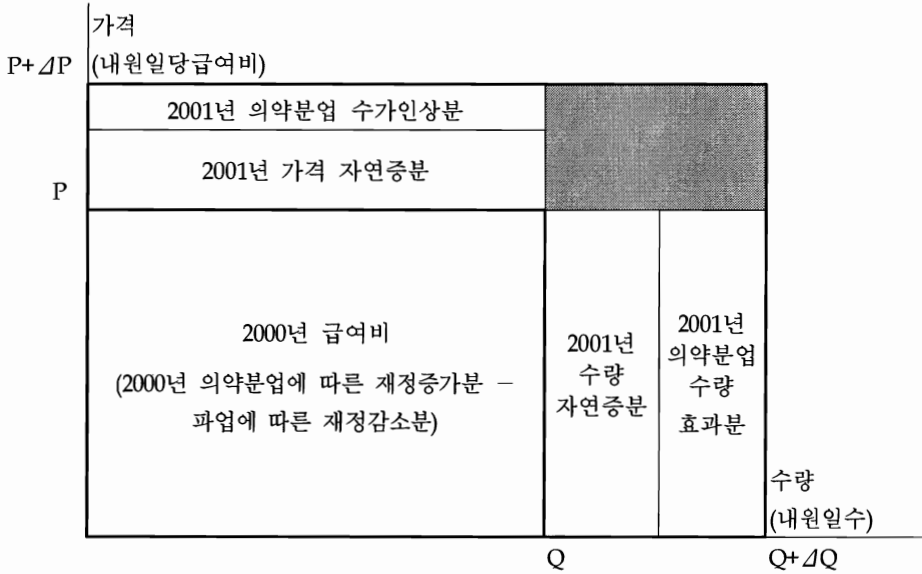 가격
(내원일당급여비)
P+ΔP
2001년 의약분업 수가인상분
2001년 가격 자연증분
P
2000년 급여비
(2000년 의약분업에 따른 재정증가분 –
파업에 따른 재정감소분)
2001년
수량
자연증분
2001년
의약분업
수량
효과분
수량
(내원일수)
Q
Q+ΔQ